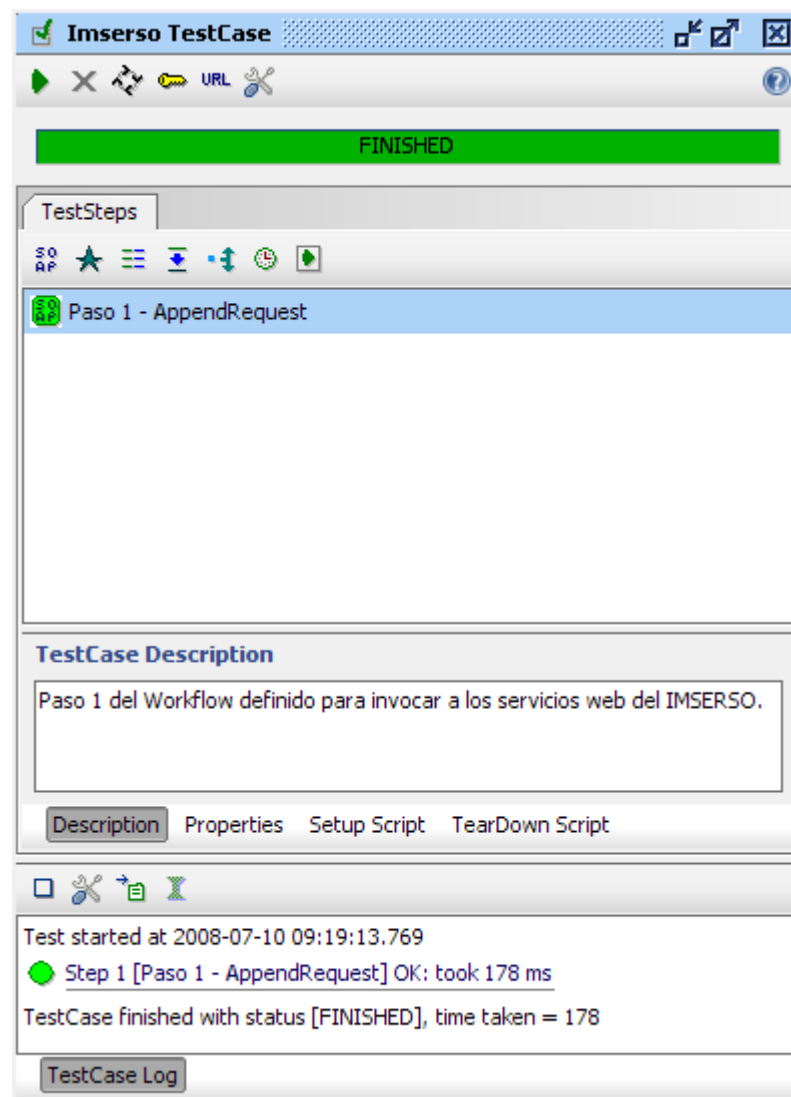 Imserso TestCase
URL
FINISHED
TestSteps
SO
AP
SO
AP
Paso 1 - AppendRequest
TestCase Description
Paso 1 del Workflow definido para invocar a los servicios web del IMSERSO.
Description Properties Setup Script TearDown Script
Test started at 2008-07-10 09:19:13.769
Step 1 [Paso 1 - AppendRequest] OK: took 178 ms
TestCase finished with status [FINISHED], time taken = 178
TestCase Log